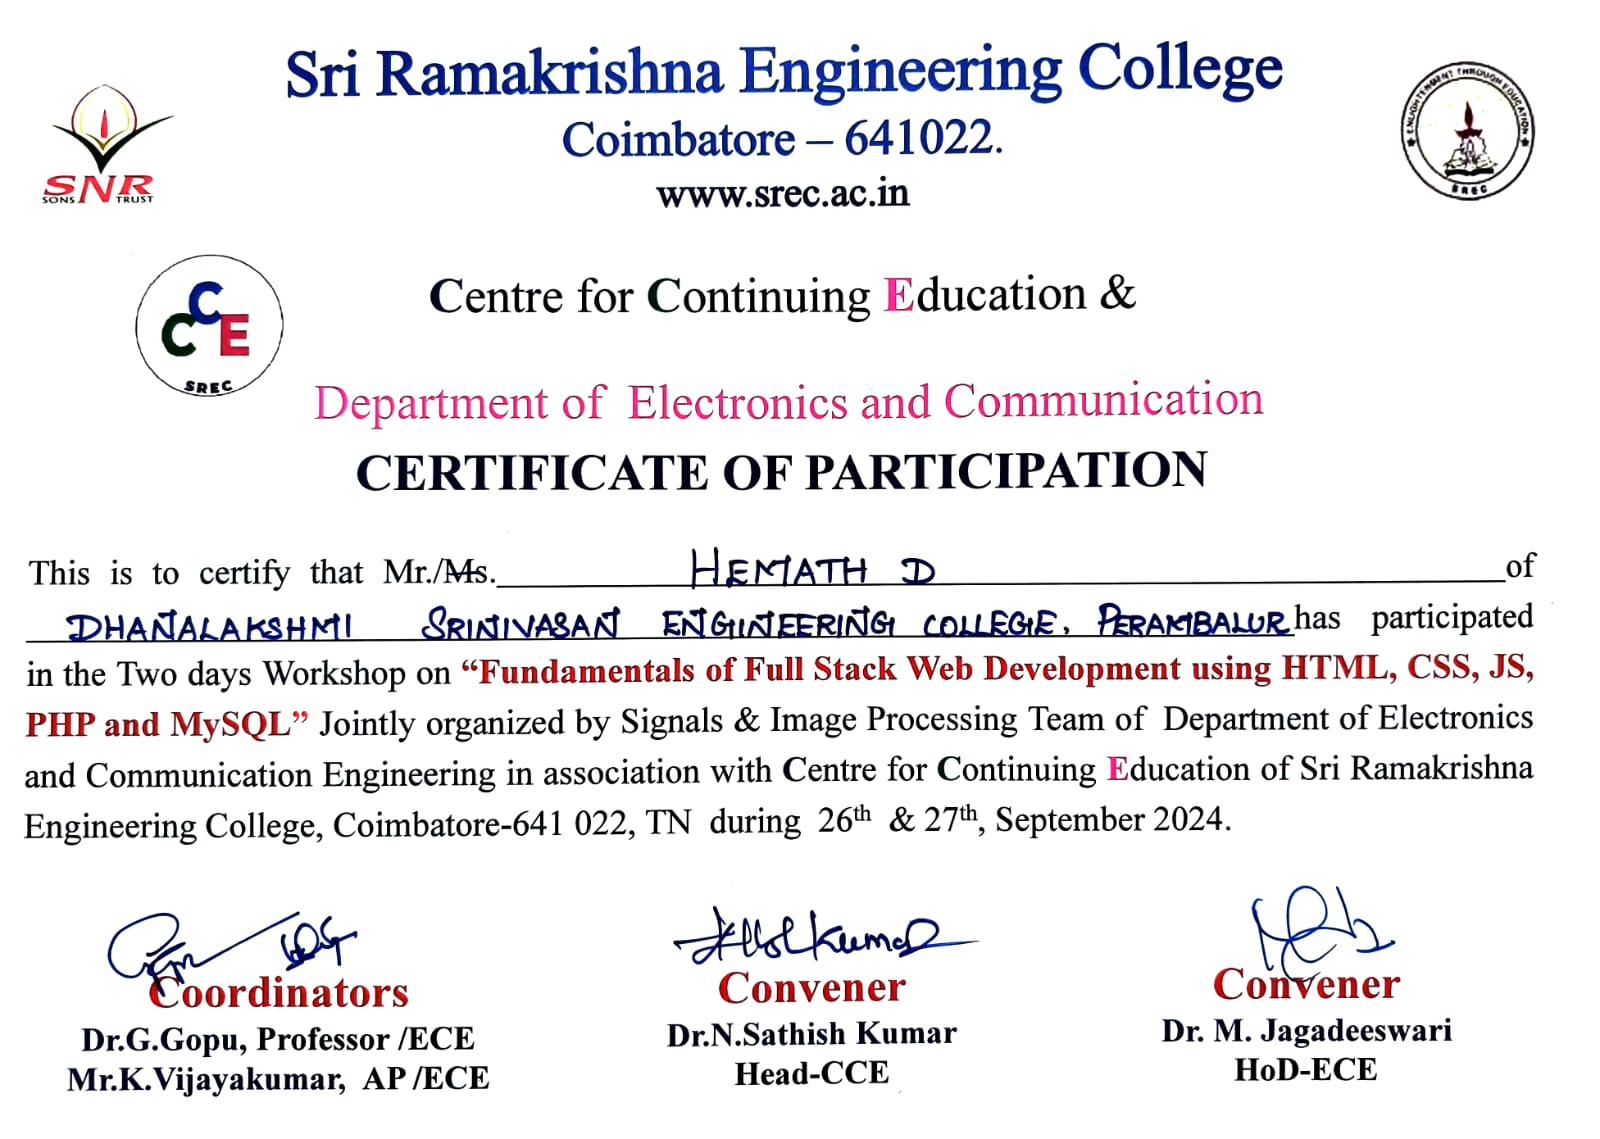 Sri Ramakrishna Engineering College
Coimbatore – 641022.
www.srec.ac.in
SNR
SONS TRUST
ENLIGHTENMENT THROUGH EDUCATION
SREC
CCE
SREC
Centre for Continuing Education &
Department of Electronics and Communication
CERTIFICATE OF PARTICIPATION
This is to certify that Mr./Ms. HEMATH D of
DHANALAKSHMI SRINIVASAN ENGINEERING COLLEGE, PERAMBALUR has participated
in the Two days Workshop on “Fundamentals of Full Stack Web Development using HTML, CSS, JS,
PHP and MySQL” Jointly organized by Signals & Image Processing Team of Department of Electronics
and Communication Engineering in association with Centre for Continuing Education of Sri Ramakrishna
Engineering College, Coimbatore-641 022, TN during 26th & 27th, September 2024.
Coordinators
Dr.G.Gopu, Professor /ECE
Mr.K.Vijayakumar, AP /ECE
Convener
Dr.N.Sathish Kumar
Head-CCE
Convener
Dr. M. Jagadeeswari
HoD-ECE